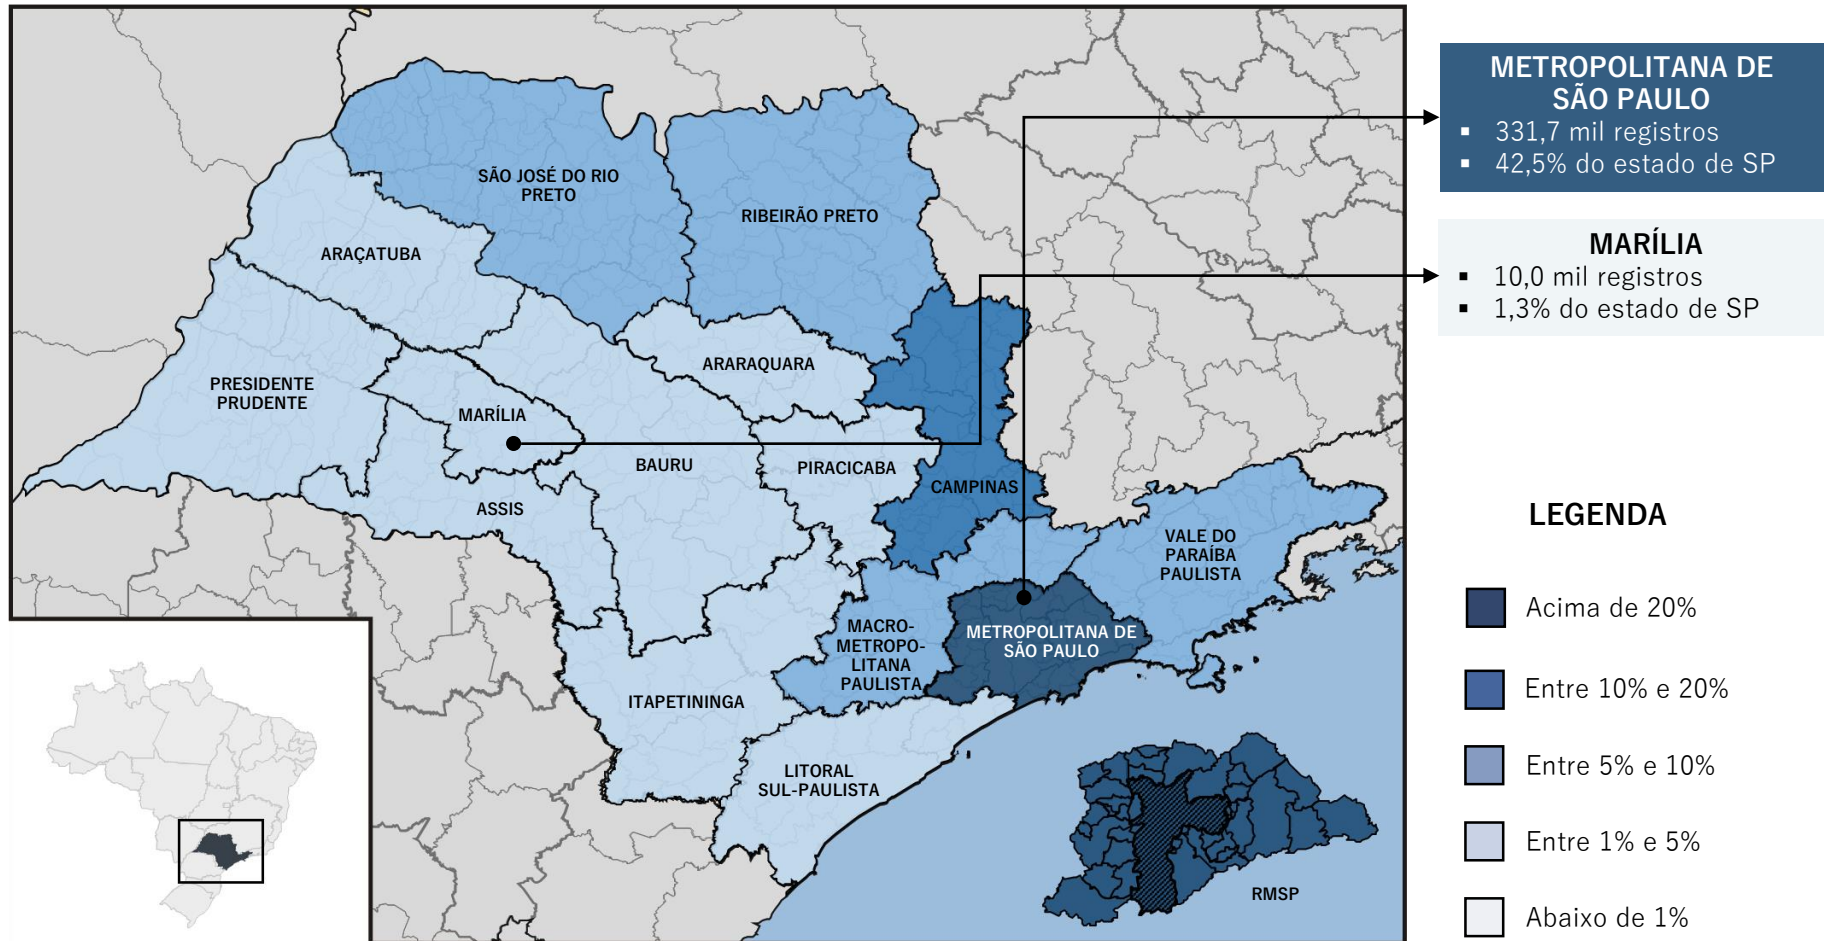 METROPOLITANA DE
SÃO PAULO
▪ 331,7 mil registros
▪ 42,5% do estado de SP
MARÍLIA
▪ 10,0 mil registros
▪ 1,3% do estado de SP
SÃO JOSÉ DO RIO
PRETO
RIBEIRÃO PRETO
ARAÇATUBA
ARARAQUARA
PRESIDENTE
PRUDENTE
MARÍLIA
BAURU
PIRACICABA
CAMPINAS
ASSIS
VALE DO
PARAÍBA
PAULISTA
MACRO-
METROPO-
LITANA
PAULISTA
METROPOLITANA DE
SÃO PAULO
ITAPETININGA
LITORAL
SUL-PAULISTA
RMSP
LEGENDA
Acima de 20%
Entre 10% e 20%
Entre 5% e 10%
Entre 1% e 5%
Abaixo de 1%